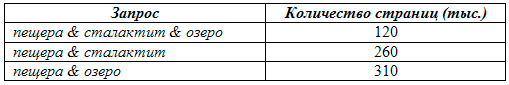 Запрос Количество страниц (тыс.)
пещера & сталактит & озеро 120
пещера & сталактит 260
пещера & озеро 310